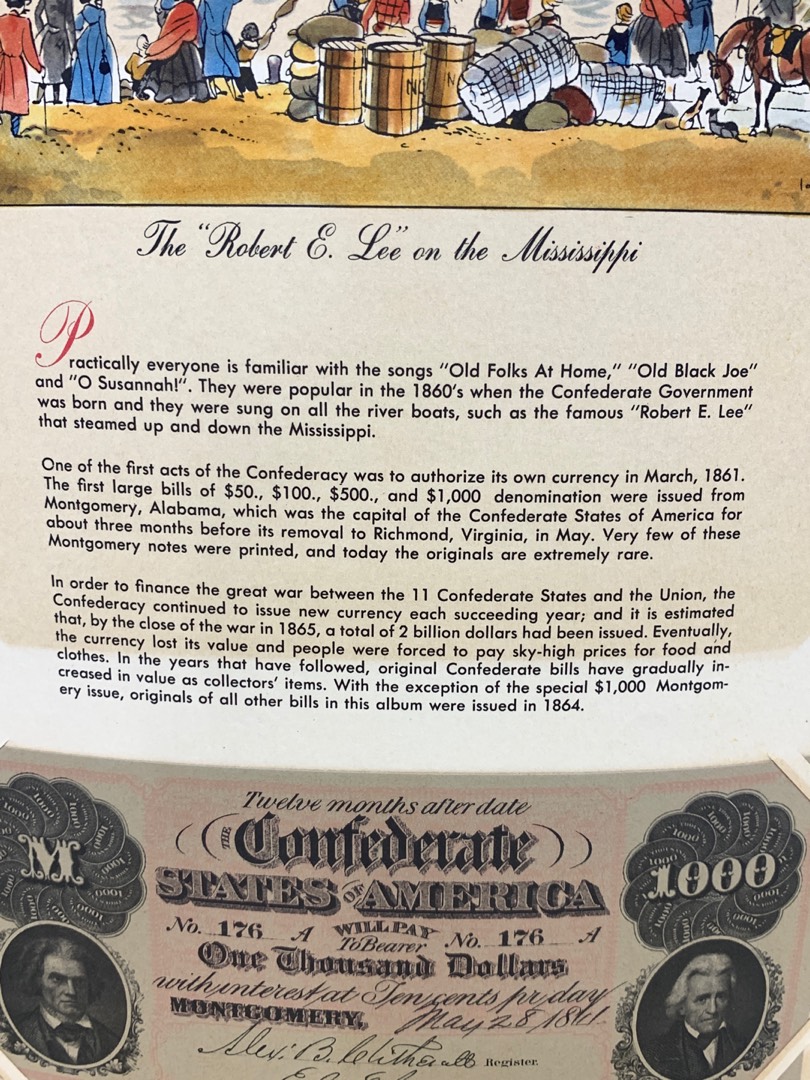 The "Robert E. Lee" on the Mississippi
Practically everyone is familiar with the songs "Old Folks At Home," "Old Black Joe"
and "O Susannah!". They were popular in the 1860's when the Confederate Government
was born and they were sung on all the river boats, such as the famous "Robert E. Lee"
that steamed up and down the Mississippi.
One of the first acts of the Confederacy was to authorize its own currency in March, 1861.
The first large bills of $50., $100., $500., and $1,000 denomination were issued from
Montgomery, Alabama, which was the capital of the Confederate States of America for
about three months before its removal to Richmond, Virginia, in May. Very few of these
Montgomery notes were printed, and today the originals are extremely rare.
In order to finance the great war between the 11 Confederate States and the Union, the
Confederacy continued to issue new currency each succeeding year; and it is estimated
that, by the close of the war in 1865, a total of 2 billion dollars had been issued. Eventually,
the currency lost its value and people were forced to pay sky-high prices for food and
clothes. In the years that have followed, original Confederate bills have gradually in-
creased in value as collectors' items. With the exception of the special $1,000 Montgom-
ery issue, originals of all other bills in this album were issued in 1864.
Twelve months after date
THE Confederate
STATES OF AMERICA
M
1000
No. 176 A WILL PAY To Bearer No. 176 A
One Thousand Dollars
with interest at Ten cents pr day
MONTGOMERY, May 28, 1861
Alex. B. Register.